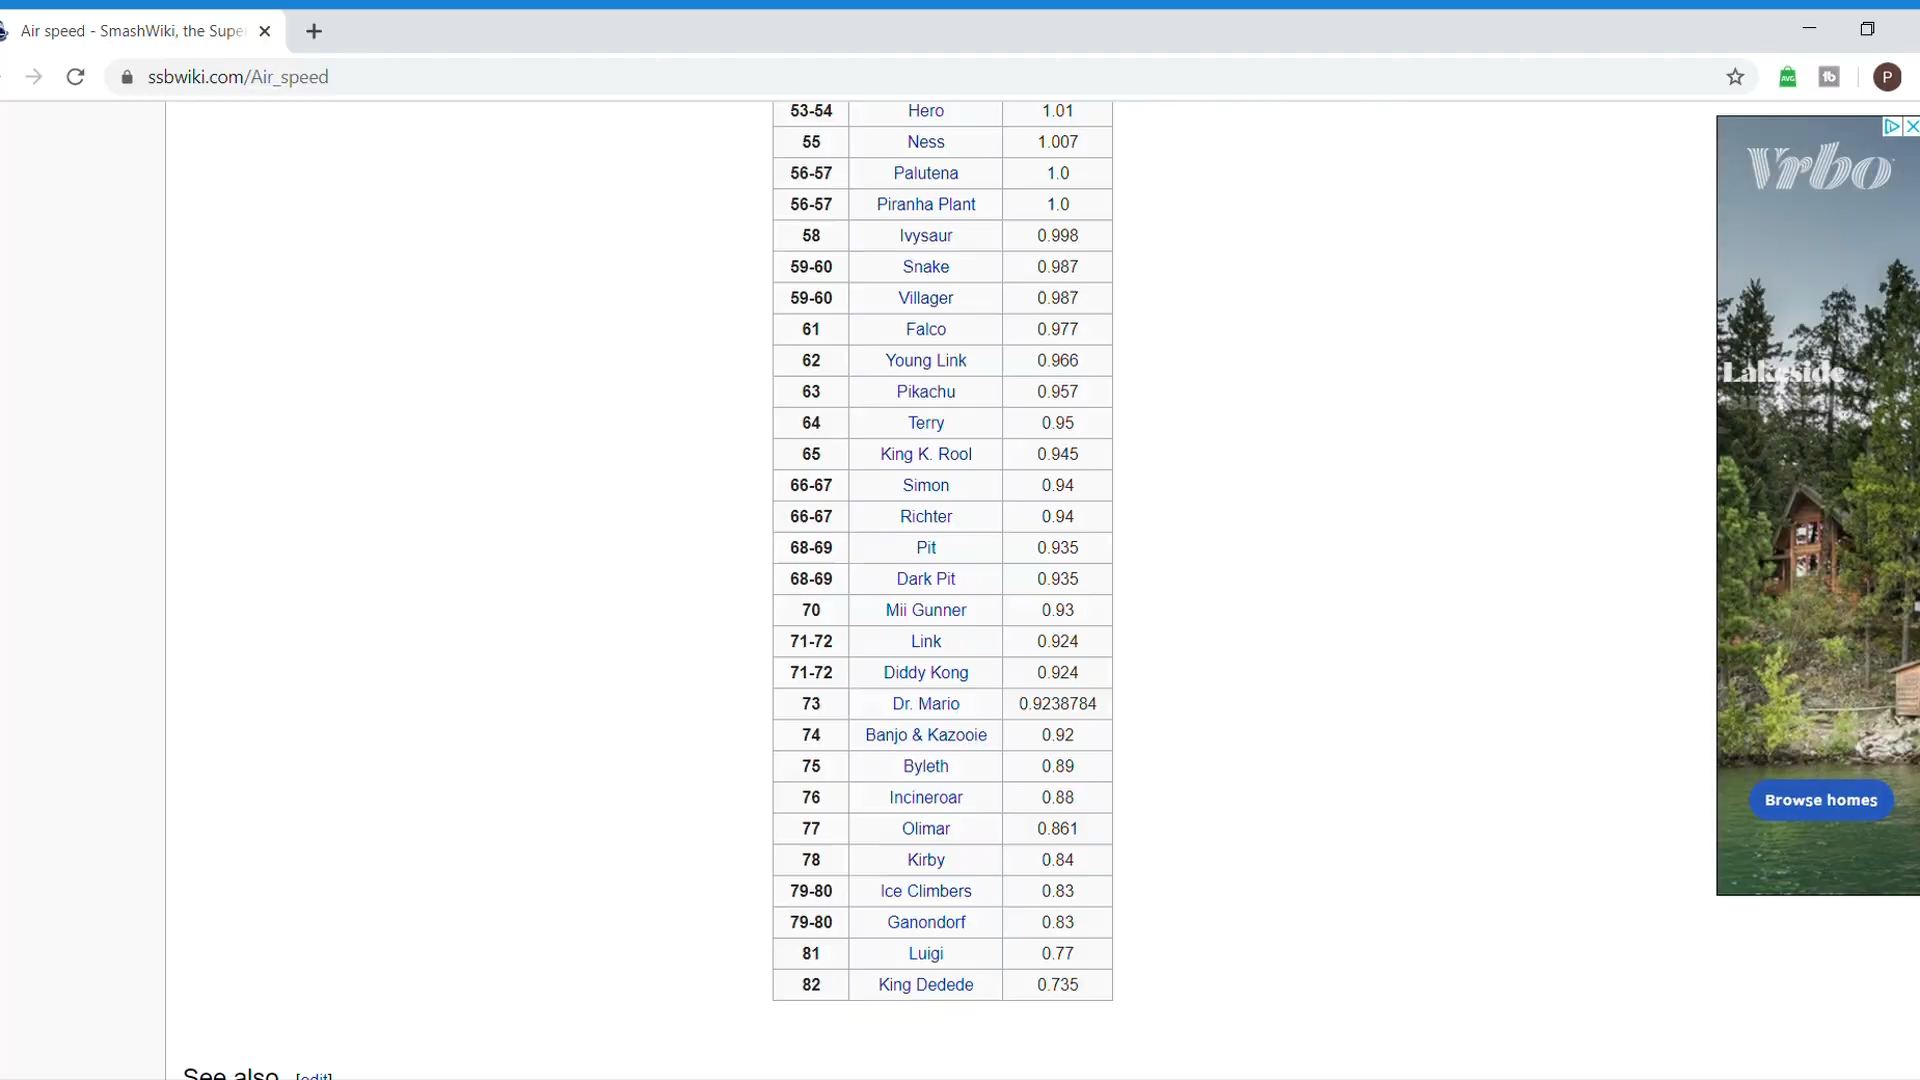 Air speed - SmashWiki, the Supe
ssbwiki.com/Air_speed
P
53-54 Hero 1.01
55 Ness 1.007
56-57 Palutena 1.0
56-57 Piranha Plant 1.0
58 Ivysaur 0.998
59-60 Snake 0.987
59-60 Villager 0.987
61 Falco 0.977
62 Young Link 0.966
63 Pikachu 0.957
64 Terry 0.95
65 King K. Rool 0.945
66-67 Simon 0.94
66-67 Richter 0.94
68-69 Pit 0.935
68-69 Dark Pit 0.935
70 Mii Gunner 0.93
71-72 Link 0.924
71-72 Diddy Kong 0.924
73 Dr. Mario 0.9238784
74 Banjo & Kazooie 0.92
75 Byleth 0.89
76 Incineroar 0.88
77 Olimar 0.861
78 Kirby 0.84
79-80 Ice Climbers 0.83
79-80 Ganondorf 0.83
81 Luigi 0.77
82 King Dedede 0.735
See also [edit]
Vrbo
Lakeside
Browse homes